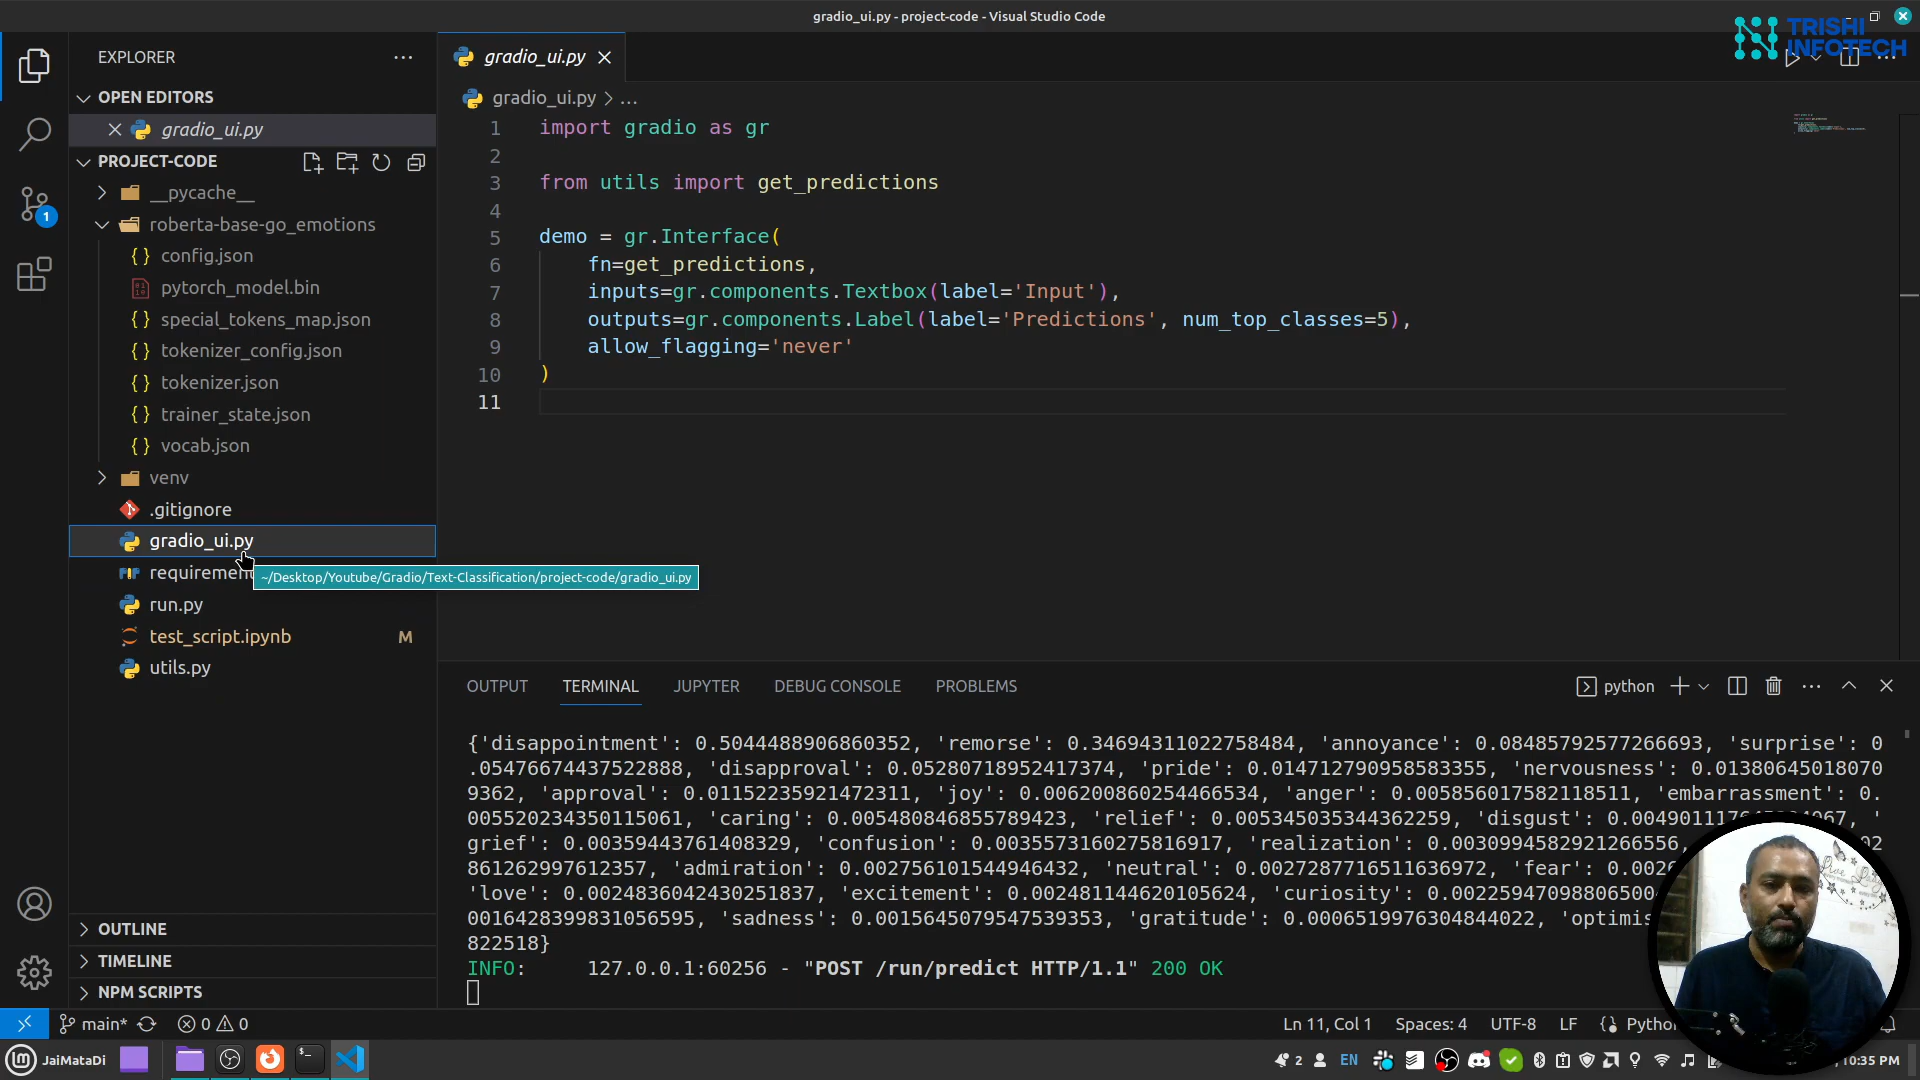 gradio_ui.py - project-code - Visual Studio Code
TRISHI
INFOTECH
EXPLORER
OPEN EDITORS
gradio_ui.py
PROJECT-CODE
__pycache__
roberta-base-go_emotions
config.json
pytorch_model.bin
special_tokens_map.json
tokenizer_config.json
tokenizer.json
trainer_state.json
vocab.json
venv
.gitignore
gradio_ui.py
requirement
~/Desktop/Youtube/Gradio/Text-Classification/project-code/gradio_ui.py
run.py
test_script.ipynb M
utils.py
OUTLINE
TIMELINE
NPM SCRIPTS
1
gradio_ui.py
gradio_ui.py > ...
1 import gradio as gr
2
3 from utils import get_predictions
4
5 demo = gr.Interface(
6 fn=get_predictions,
7 inputs=gr.components.Textbox(label='Input'),
8 outputs=gr.components.Label(label='Predictions', num_top_classes=5),
9 allow_flagging='never'
10 )
11
OUTPUT TERMINAL JUPYTER DEBUG CONSOLE PROBLEMS
python
{'disappointment': 0.5044488906860352, 'remorse': 0.34694311022758484, 'annoyance': 0.08485792577266693, 'surprise': 0
.05476674437522888, 'disapproval': 0.05280718952417374, 'pride': 0.014712790958583355, 'nervousness': 0.01380645018070
9362, 'approval': 0.01152235921472311, 'joy': 0.006200860254466534, 'anger': 0.005856017582118511, 'embarrassment': 0.
005520234350115061, 'caring': 0.005480846855789423, 'relief': 0.005345035344362259, 'disgust':
grief': 0.00359443761408329, 'confusion': 0.0035573160275816917, 'realization': 0.0030994582921266556, 02
861262997612357, 'admiration': 0.002756101544946432, 'neutral': 0.0027287716511636972, 'fear': 0.002
'love': 0.0024836042430251837, 'excitement': 0.002481144620105624, 'curiosity': 0.002259470988065004
0016428399831056595, 'sadness': 0.0015645079547539353, 'gratitude': 0.0006519976304844022, 'optimis
822518}
INFO: 127.0.0.1:60256 - "POST /run/predict HTTP/1.1" 200 OK
main* 0 0 Ln 11, Col 1 Spaces: 4 UTF-8 LF
JaiMataDi 2 EN 10:35 PM